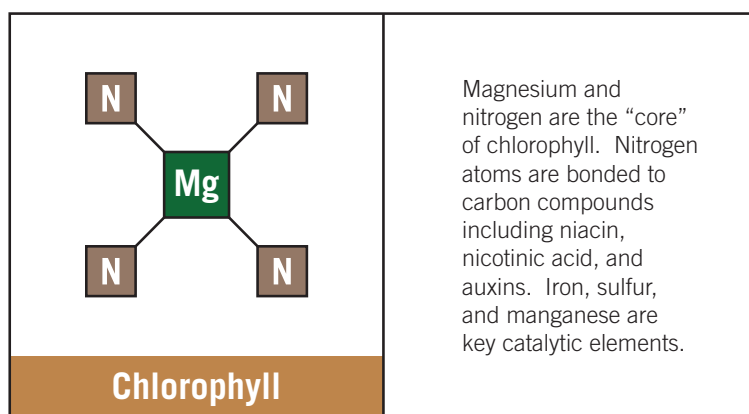 N N
Mg
N N
Chlorophyll
Magnesium and
nitrogen are the “core”
of chlorophyll.  Nitrogen
atoms are bonded to
carbon compounds
including niacin,
nicotinic acid, and
auxins.  Iron, sulfur,
and manganese are
key catalytic elements.